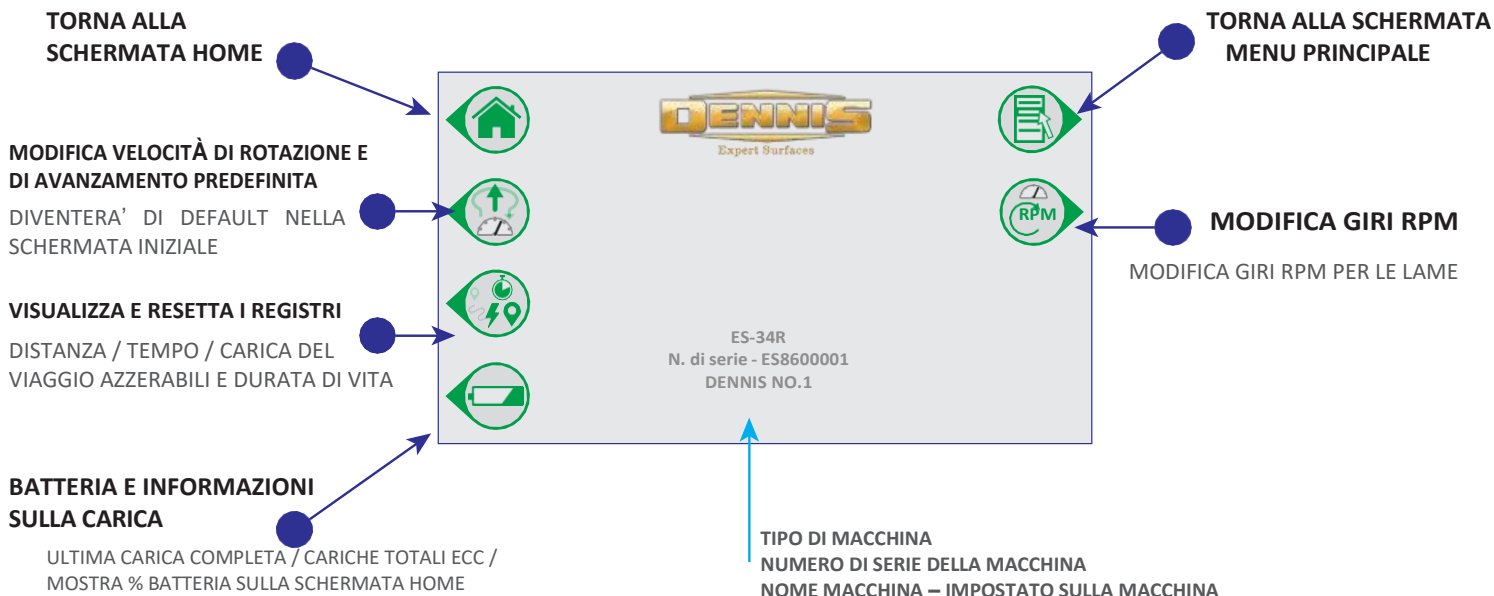 TORNA ALLA
SCHERMATA HOME
TORNA ALLA SCHERMATA
MENU PRINCIPALE
DENNIS
Expert Surfaces
MODIFICA VELOCITÀ DI ROTAZIONE E
DI AVANZAMENTO PREDEFINITA
DIVENTERA' DI DEFAULT NELLA
SCHERMATA INIZIALE
RPM
MODIFICA GIRI RPM
MODIFICA GIRI RPM PER LE LAME
VISUALIZZA E RESETTA I REGISTRI
DISTANZA / TEMPO / CARICA DEL
VIAGGIO AZZERABILI E DURATA DI VITA
ES-34R
N. di serie - ES8600001
DENNIS NO.1
BATTERIA E INFORMAZIONI
SULLA CARICA
ULTIMA CARICA COMPLETA / CARICHE TOTALI ECC /
MOSTRA % BATTERIA SULLA SCHERMATA HOME
TIPO DI MACCHINA
NUMERO DI SERIE DELLA MACCHINA
NOME MACCHINA – IMPOSTATO SULLA MACCHINA